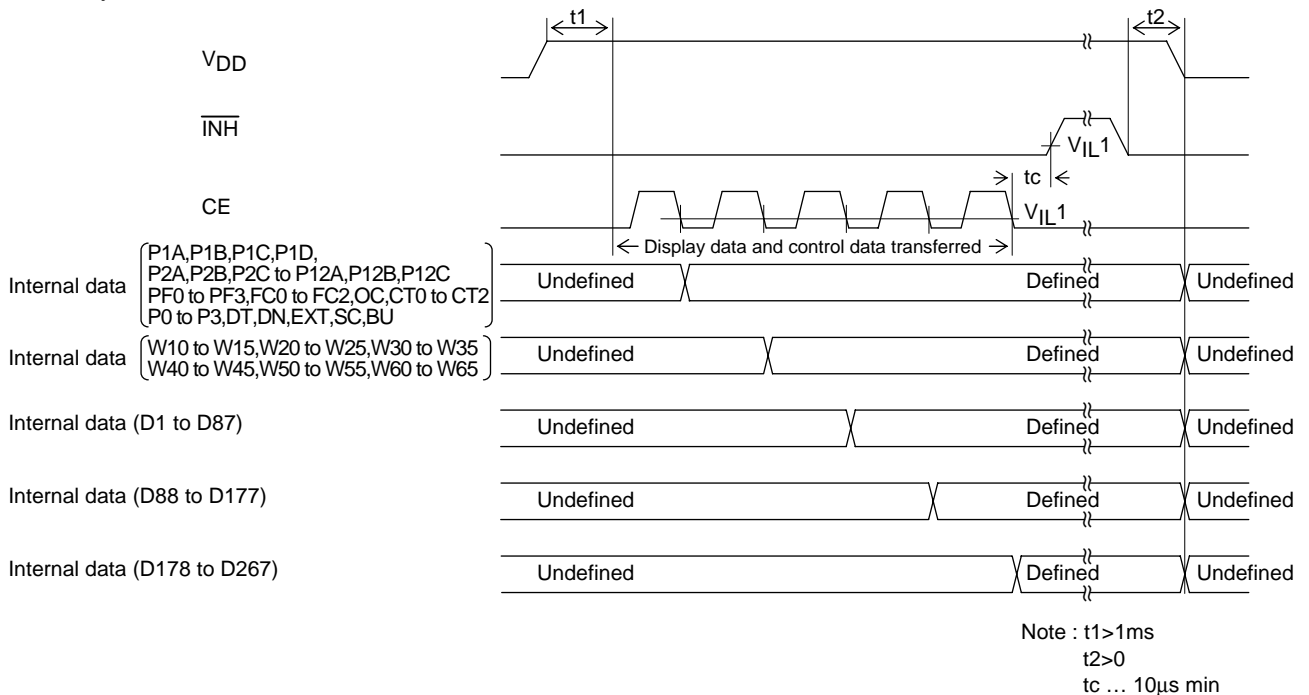 t1
t2
VDD
INH
VIL1
tc
CE
VIL1
Display data and control data transferred
Internal data
P1A,P1B,P1C,P1D,
P2A,P2B,P2C to P12A,P12B,P12C
PF0 to PF3,FC0 to FC2,OC,CT0 to CT2
P0 to P3,DT,DN,EXT,SC,BU
Undefined Defined Undefined
Internal data
W10 to W15,W20 to W25,W30 to W35
W40 to W45,W50 to W55,W60 to W65
Undefined Defined Undefined
Internal data (D1 to D87) Undefined Defined Undefined
Internal data (D88 to D177) Undefined Defined Undefined
Internal data (D178 to D267) Undefined Defined Undefined
Note : t1>1ms
t2>0
tc … 10μs min